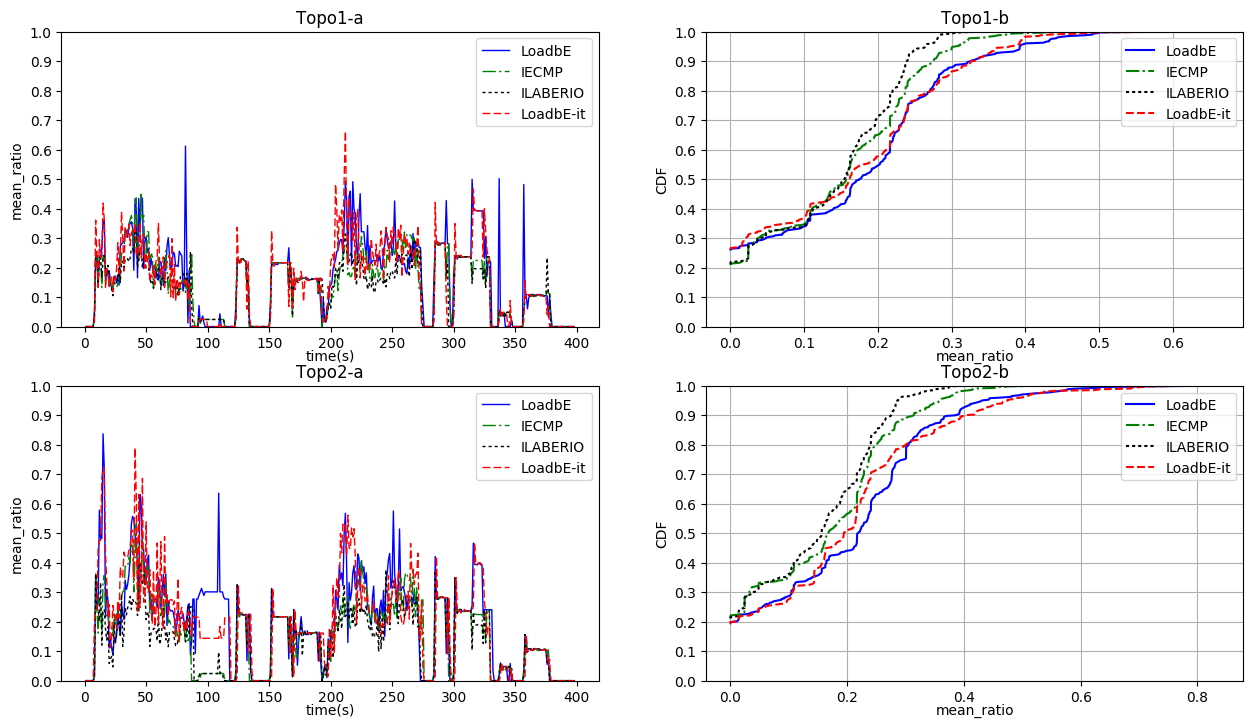 Topo1-a
1.0
0.9
0.8
0.7
0.6
0.5
0.4
0.3
0.2
0.1
0.0
mean_ratio
LoadbE
IECMP
ILABERIO
LoadbE-it
0 50 100 150 200 250 300 350 400
time(s)
Topo1-b
1.0
0.9
0.8
0.7
0.6
0.5
0.4
0.3
0.2
0.1
0.0
CDF
LoadbE
IECMP
ILABERIO
LoadbE-it
0.0 0.1 0.2 0.3 0.4 0.5 0.6
mean_ratio
Topo2-a
1.0
0.9
0.8
0.7
0.6
0.5
0.4
0.3
0.2
0.1
0.0
mean_ratio
LoadbE
IECMP
ILABERIO
LoadbE-it
0 50 100 150 200 250 300 350 400
time(s)
Topo2-b
1.0
0.9
0.8
0.7
0.6
0.5
0.4
0.3
0.2
0.1
0.0
CDF
LoadbE
IECMP
ILABERIO
LoadbE-it
0.0 0.2 0.4 0.6 0.8
mean_ratio